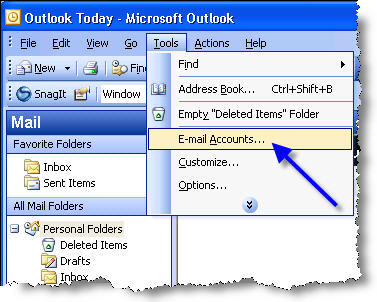 Outlook Today - Microsoft Outlook
File Edit View Go Tools Actions Help
New
Find
SnagIt Window
Find
Address Book... Ctrl+Shift+B
Empty "Deleted Items" Folder
E-mail Accounts...
Customize...
Options...
Mail
Favorite Folders
Inbox
Sent Items
All Mail Folders
Personal Folders
Deleted Items
Drafts
Inbox